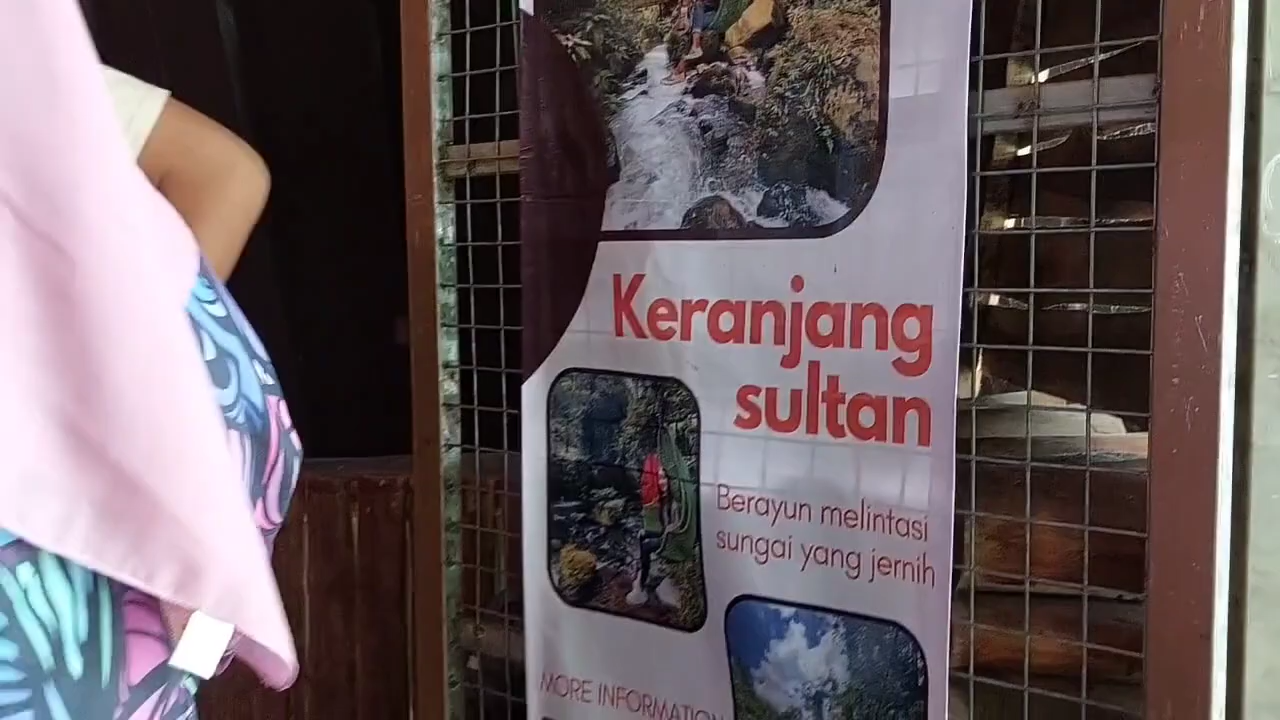 Keranjang
sultan
Berayun melintasi
sungai yang jernih
MORE INFORMATION